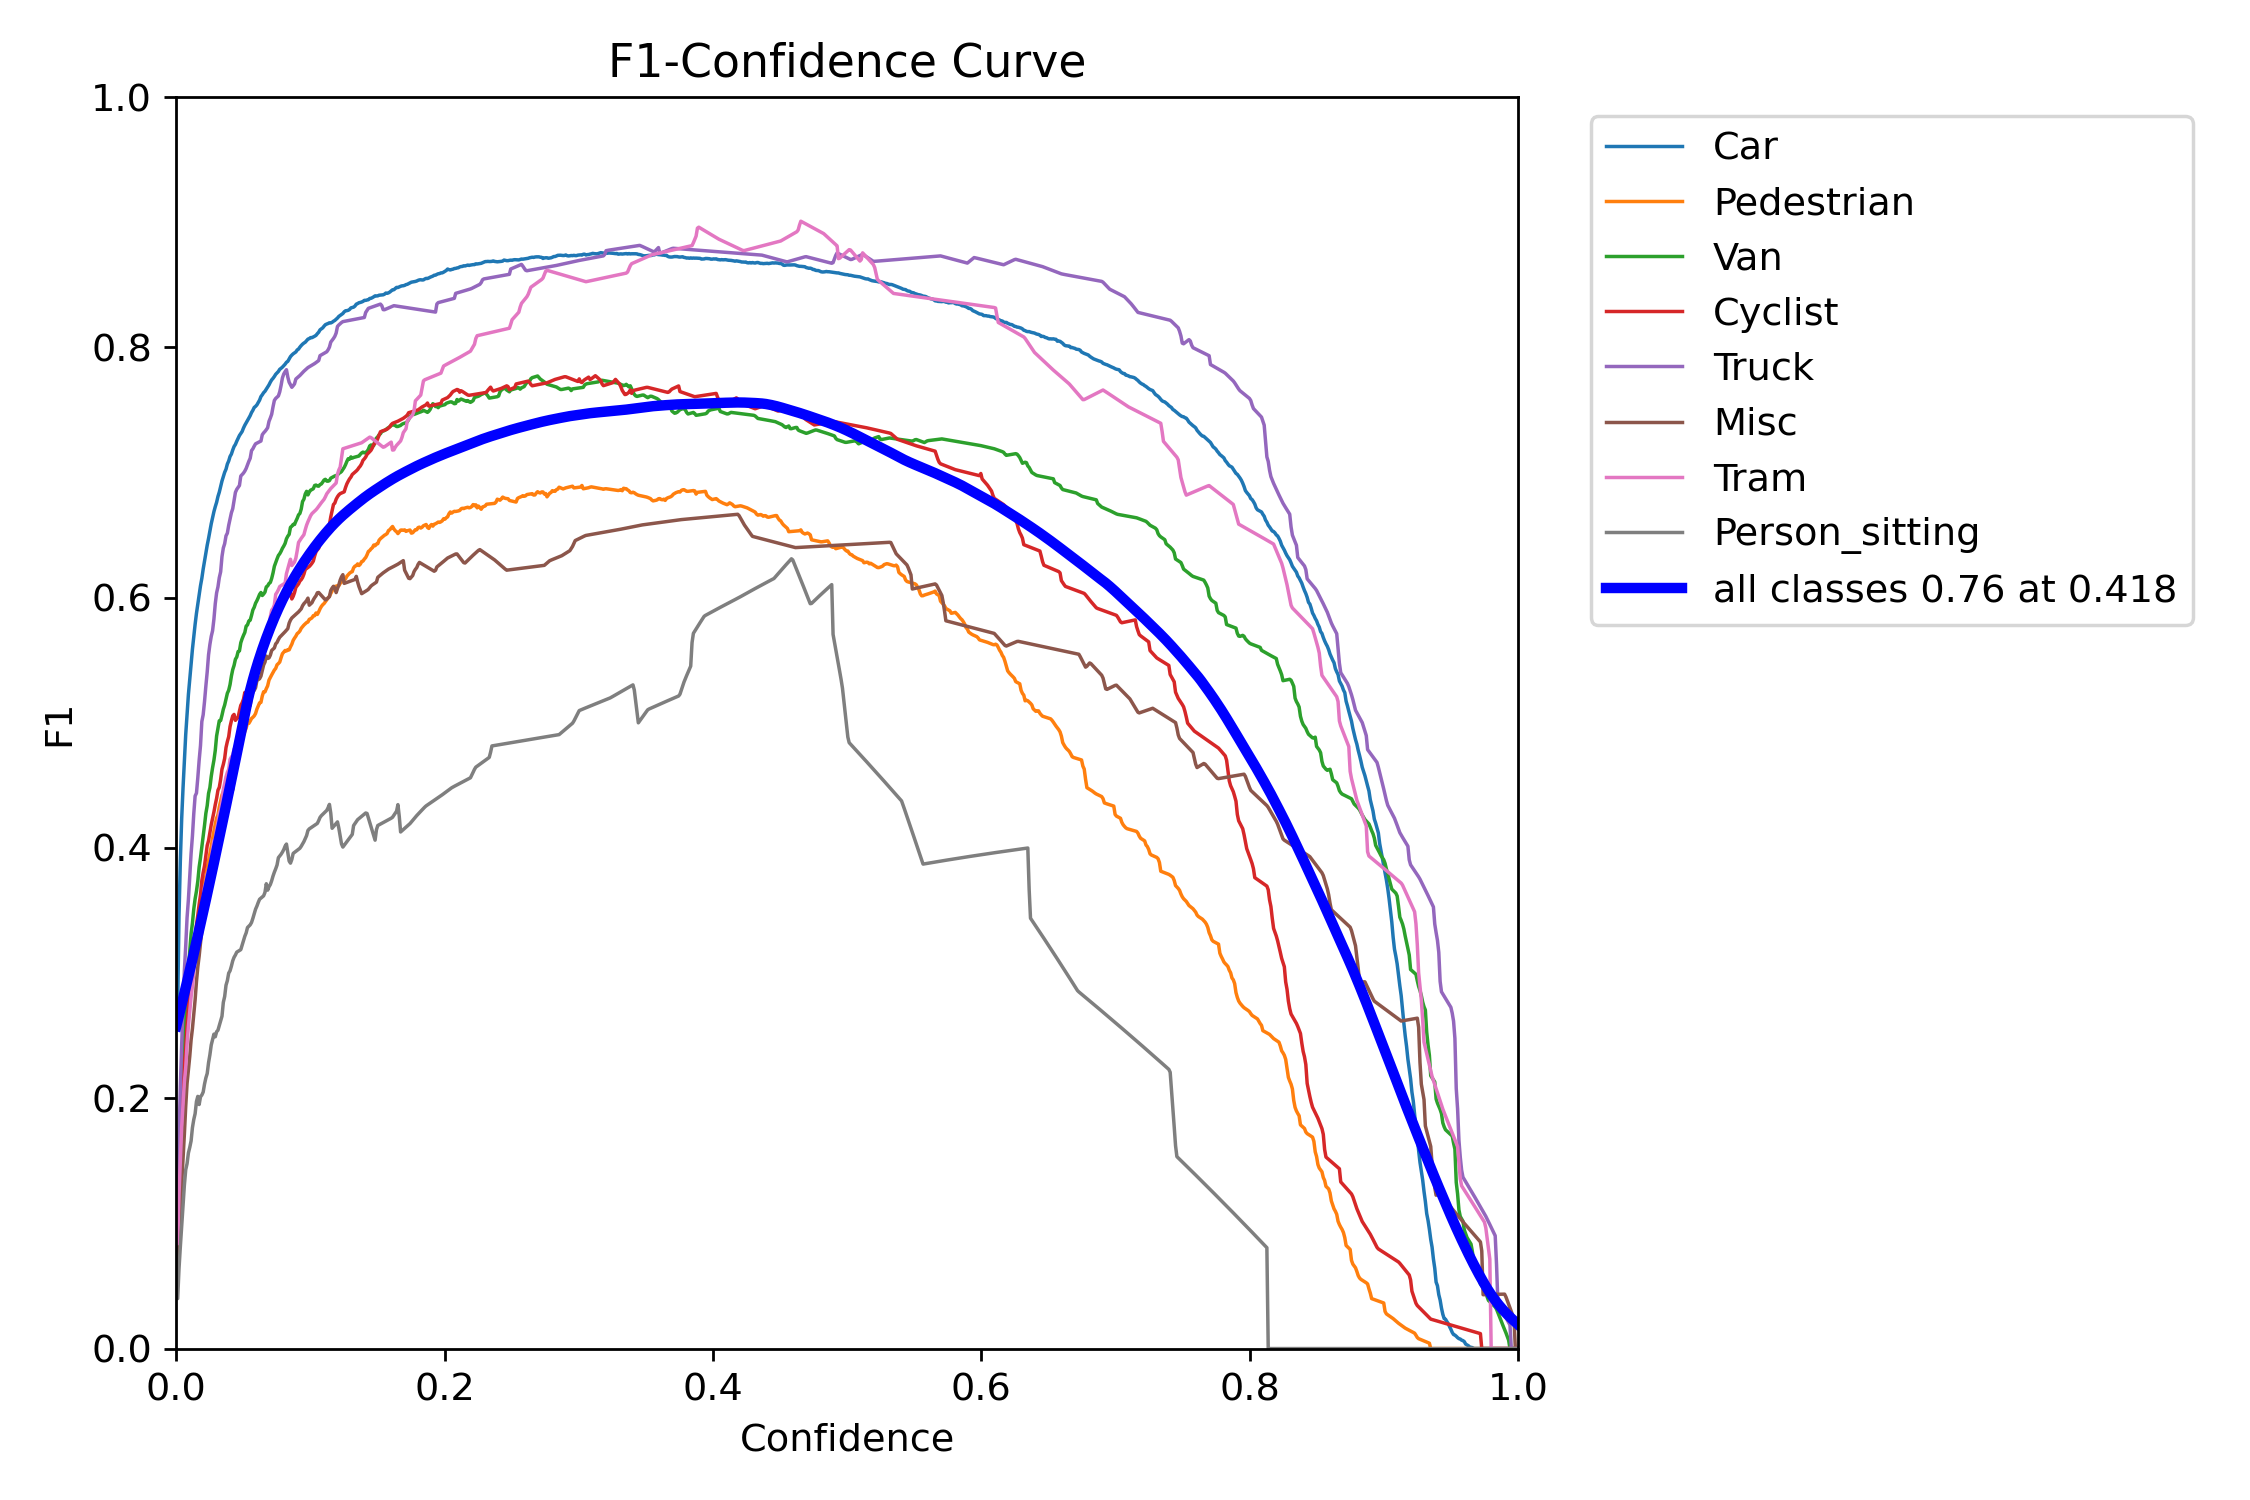 F1-Confidence Curve
1.0
0.8
0.6
0.4
0.2
0.0
F1
0.0 0.2 0.4 0.6 0.8 1.0
Confidence
Car
Pedestrian
Van
Cyclist
Truck
Misc
Tram
Person_sitting
all classes 0.76 at 0.418